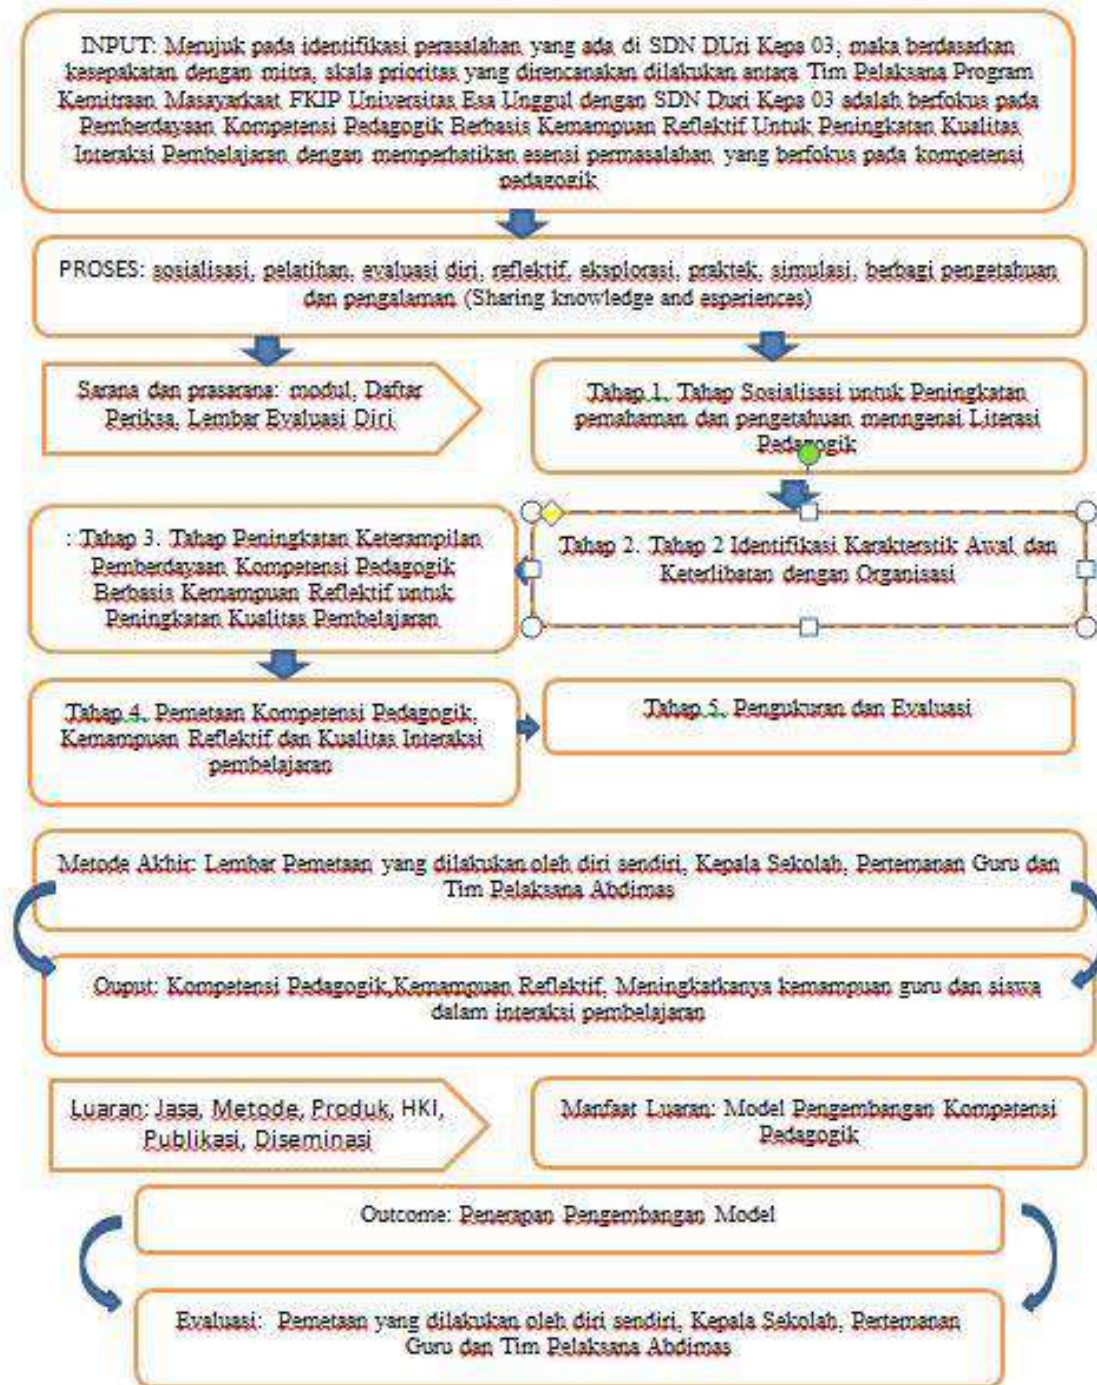 INPUT: Merujuk pada identifikasi perasalahan yang ada di SDN DUri Kepa 03, maka berdasarkan
kesepakatan dengan mitra, skala prioritas yang direncanakan dilakukan antara Tim Pelaksana Program
Kemitraan Masayarkaat FKIP Universitas Esa Unggul dengan SDN Duri Kepa 03 adalah berfokus pada
Pemberdayaan Kompetensi Pedagogik Berbasis Kemampuan Reflektif Untuk Peningkatan Kualitas
Interaksi Pembelajaran dengan memperhatikan esensi permasalahan yang berfokus pada kompetensi
pedagogik
PROSES: sosialisasi, pelatihan, evaluasi diri, reflektif, eksplorasi, praktek, simulasi, berbagi pengetahuan
dan pengalaman (Sharing knowledge and esperiences)
Sarana dan prasarana: modul, Daftar
Periksa, Lembar Evaluasi Diri
Tahap 1. Tahap Sosialisasi untuk Peningkatan
pemahaman dan pengetahuan menngenai Literasi
Pedagogik
Tahap 2. Tahap 2 Identifikasi Karakterstik Awal dan
Keterlibatan dengan Organisasi
: Tahap 3. Tahap Peningkatan Keterampilan
Pemberdayaan Kompetensi Pedagogik
Berbasis Kemampuan Reflektif untuk
Peningkatan Kualitas Pembelajaran
Tahap 4. Pemetaan Kompetensi Pedagogik,
Kemampuan Reflektif dan Kualitas Interaksi
pembelajaran
Tahap 5. Pengukuran dan Evaluasi
Metode Akhir: Lembar Pemetaan yang dilakukan oleh diri sendiri, Kepala Sekolah, Pertemanan Guru dan
Tim Pelaksana Abdimas
Ouput: Kompetensi Pedagogik,Kemampuan Reflektif, Meningkatkanya kemampuan guru dan siswa
dalam interaksi pembelajaran
Luaran: Jasa, Metode, Produk, HKI,
Publikasi, Diseminasi
Manfaat Luaran: Model Pengembangan Kompetensi
Pedagogik
Outcome: Penerapan Pengembangan Model
Evaluasi: Pemetaan yang dilakukan oleh diri sendiri, Kepala Sekolah, Pertemanan
Guru dan Tim Pelaksana Abdimas